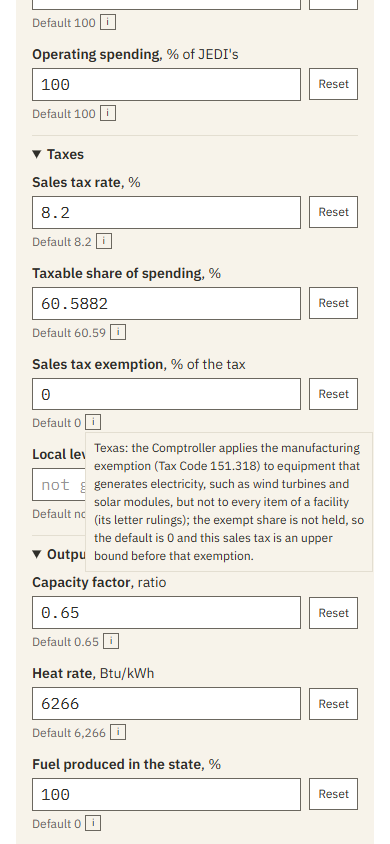 Default 100 i
Operating spending, % of JEDI's
100 Reset
Default 100 i
▼ Taxes
Sales tax rate, %
8.2 Reset
Default 8.2 i
Taxable share of spending, %
60.5882 Reset
Default 60.59 i
Sales tax exemption, % of the tax
0 Reset
Default 0 i
Texas: the Comptroller applies the manufacturing
exemption (Tax Code 151.318) to equipment that
generates electricity, such as wind turbines and
solar modules, but not to every item of a facility
(its letter rulings); the exempt share is not held, so
the default is 0 and this sales tax is an upper
bound before that exemption.
Local
not
Default
▼
Capacity factor, ratio
0.65 Reset
Default 0.65 i
Heat rate, Btu/kWh
6266 Reset
Default 6,266 i
Fuel produced in the state, %
100 Reset
Default 0 i